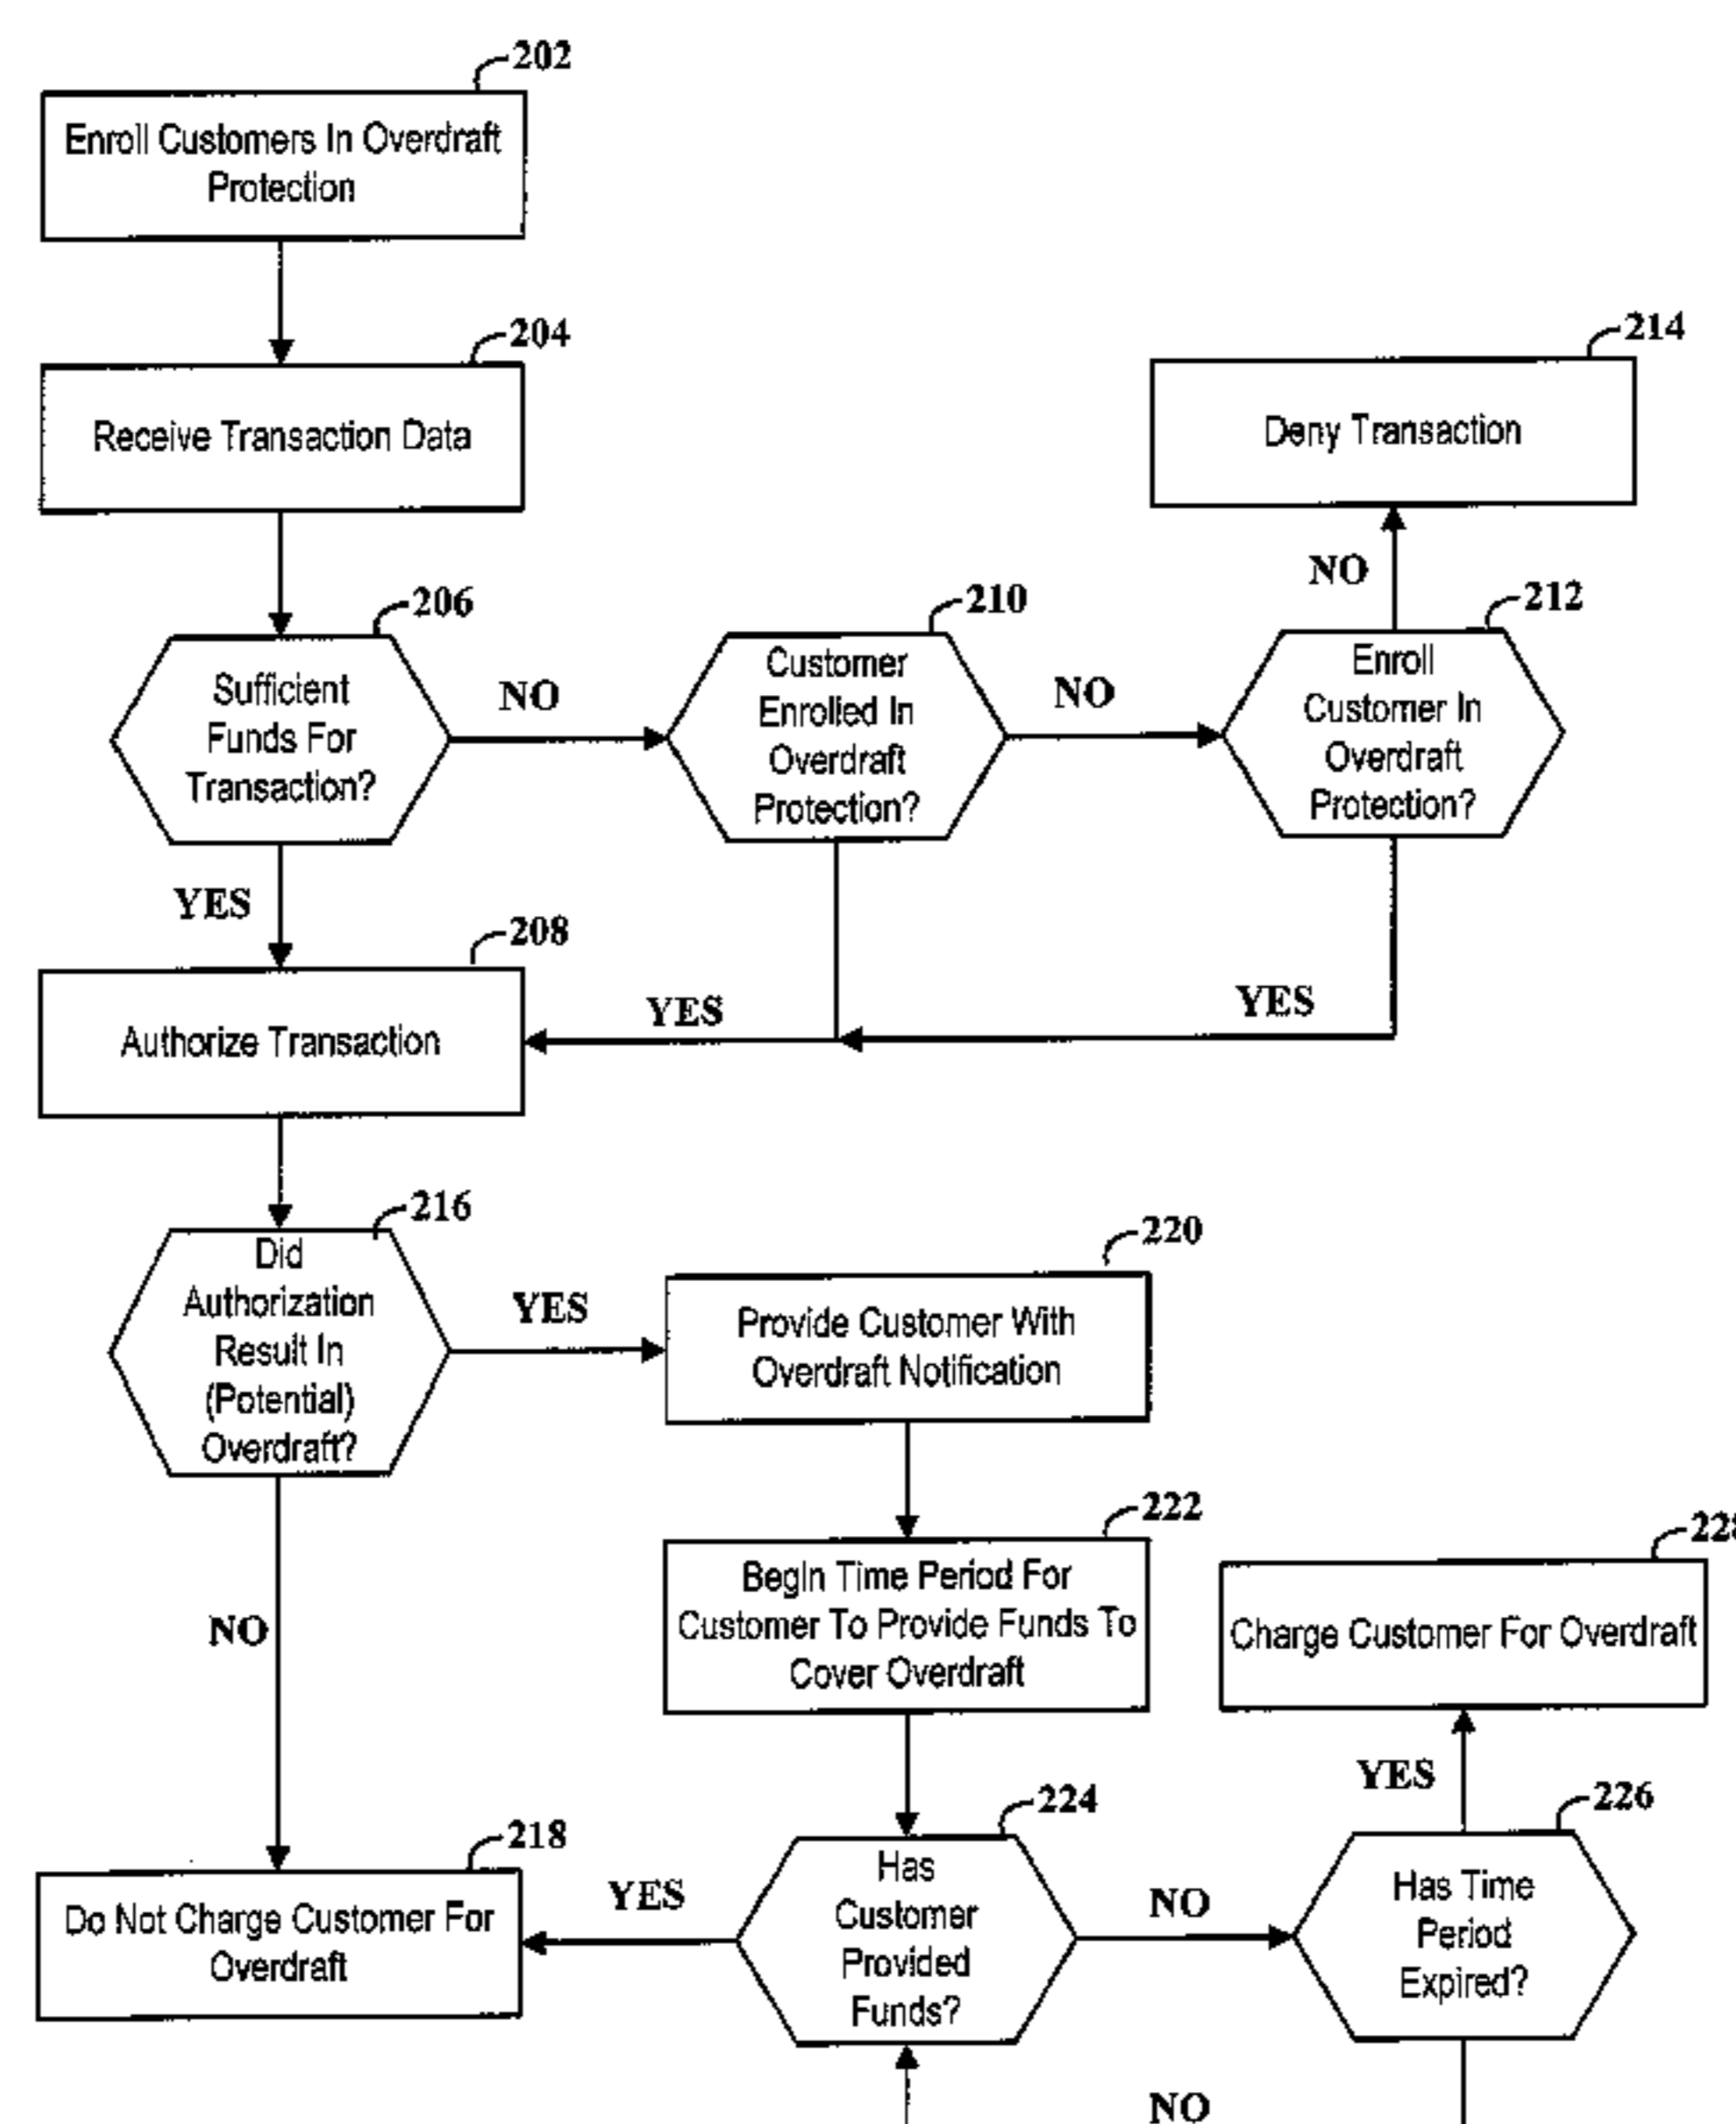 202
Enroll Customers In Overdraft
Protection
204
Receive Transaction Data
214
Deny Transaction
NO
206
Sufficient
Funds For
Transaction?
NO
210
Customer
Enrolled In
Overdraft
Protection?
NO
212
Enroll
Customer In
Overdraft
Protection?
YES
208
Authorize Transaction
YES
YES
216
Did
Authorization
Result In
(Potential)
Overdraft?
YES
220
Provide Customer With
Overdraft Notification
222
Begin Time Period For
Customer To Provide Funds To
Cover Overdraft
228
Charge Customer For Overdraft
NO
YES
218
Do Not Charge Customer For
Overdraft
YES
224
Has
Customer
Provided
Funds?
NO
226
Has Time
Period
Expired?
NO